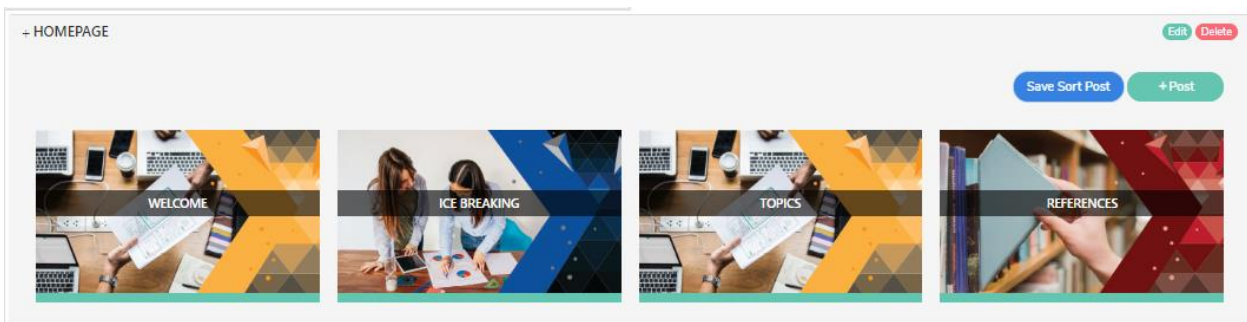 + HOMEPAGE
Edit Delete
Save Sort Post + Post
WELCOME
ICE BREAKING
TOPICS
REFERENCES